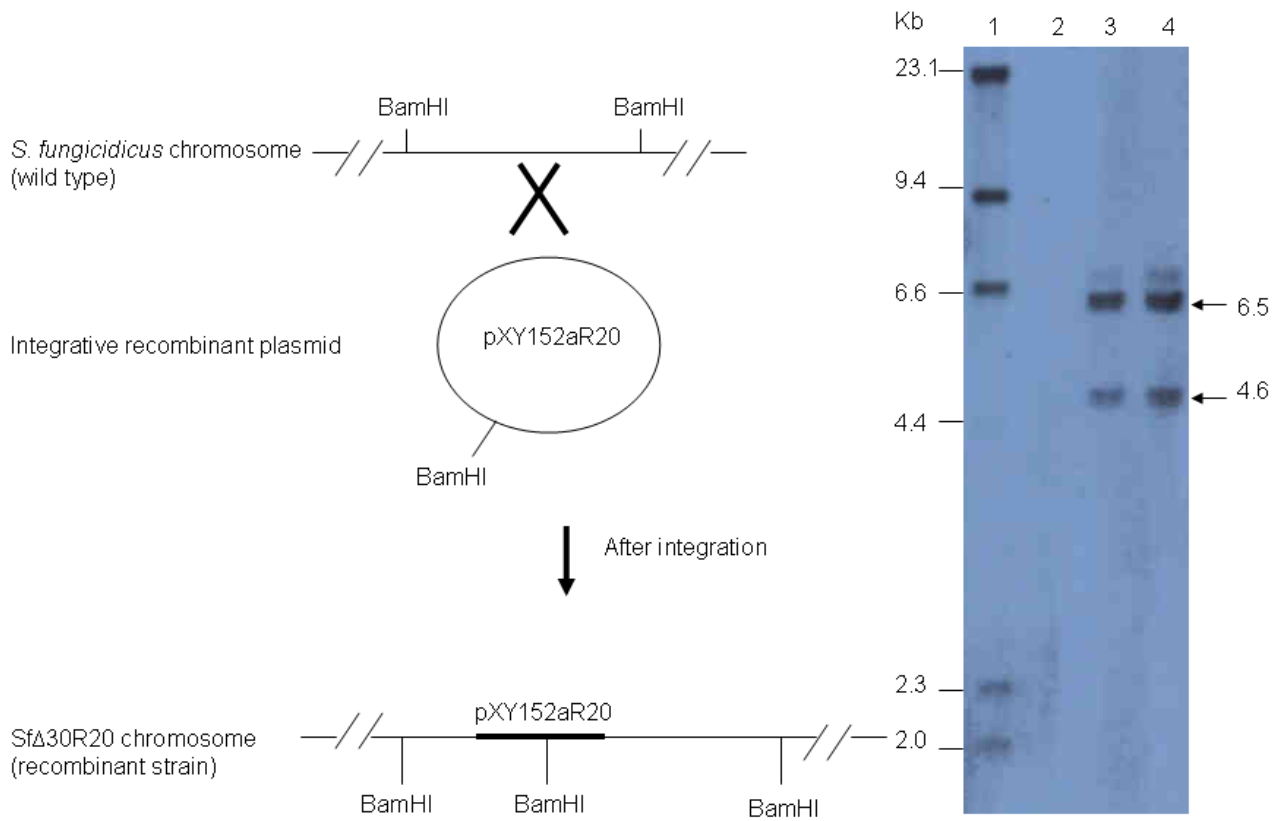 Kb 1 2 3 4
23.1
BamHI BamHI
S. fungicidicus chromosome
(wild type)
9.4
6.6
6.5
Integrative recombinant plasmid
pXY152aR20
4.6
4.4
BamHI
After integration
2.3
pXY152aR20
SfΔ30R20 chromosome
(recombinant strain)
2.0
BamHI BamHI BamHI